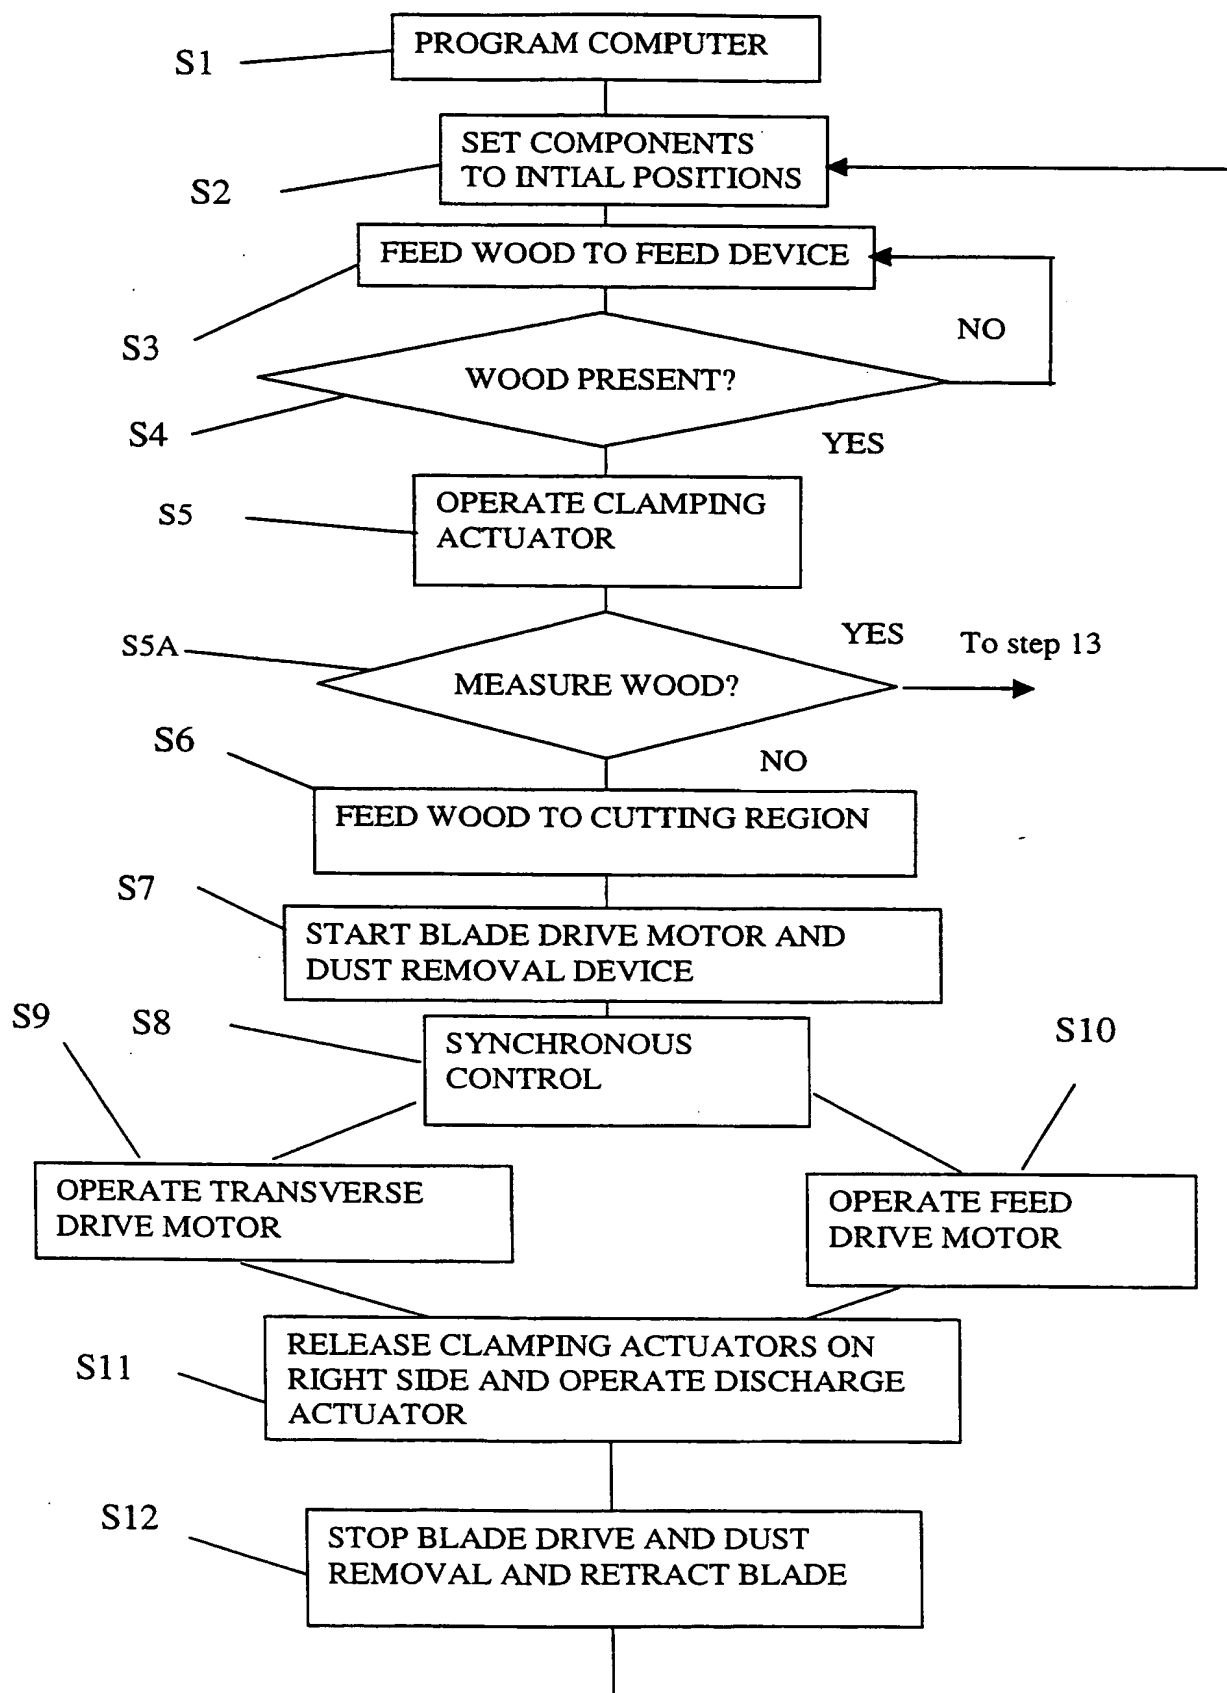 PROGRAM COMPUTER
S1
SET COMPONENTS
TO INTIAL POSITIONS
S2
FEED WOOD TO FEED DEVICE
S3
NO
WOOD PRESENT?
S4
YES
OPERATE CLAMPING
ACTUATOR
S5
YES
To step 13
S5A
MEASURE WOOD?
S6
NO
FEED WOOD TO CUTTING REGION
S7
START BLADE DRIVE MOTOR AND
DUST REMOVAL DEVICE
S9
S8
S10
SYNCHRONOUS
CONTROL
OPERATE TRANSVERSE
DRIVE MOTOR
OPERATE FEED
DRIVE MOTOR
RELEASE CLAMPING ACTUATORS ON
RIGHT SIDE AND OPERATE DISCHARGE
ACTUATOR
S11
S12
STOP BLADE DRIVE AND DUST
REMOVAL AND RETRACT BLADE